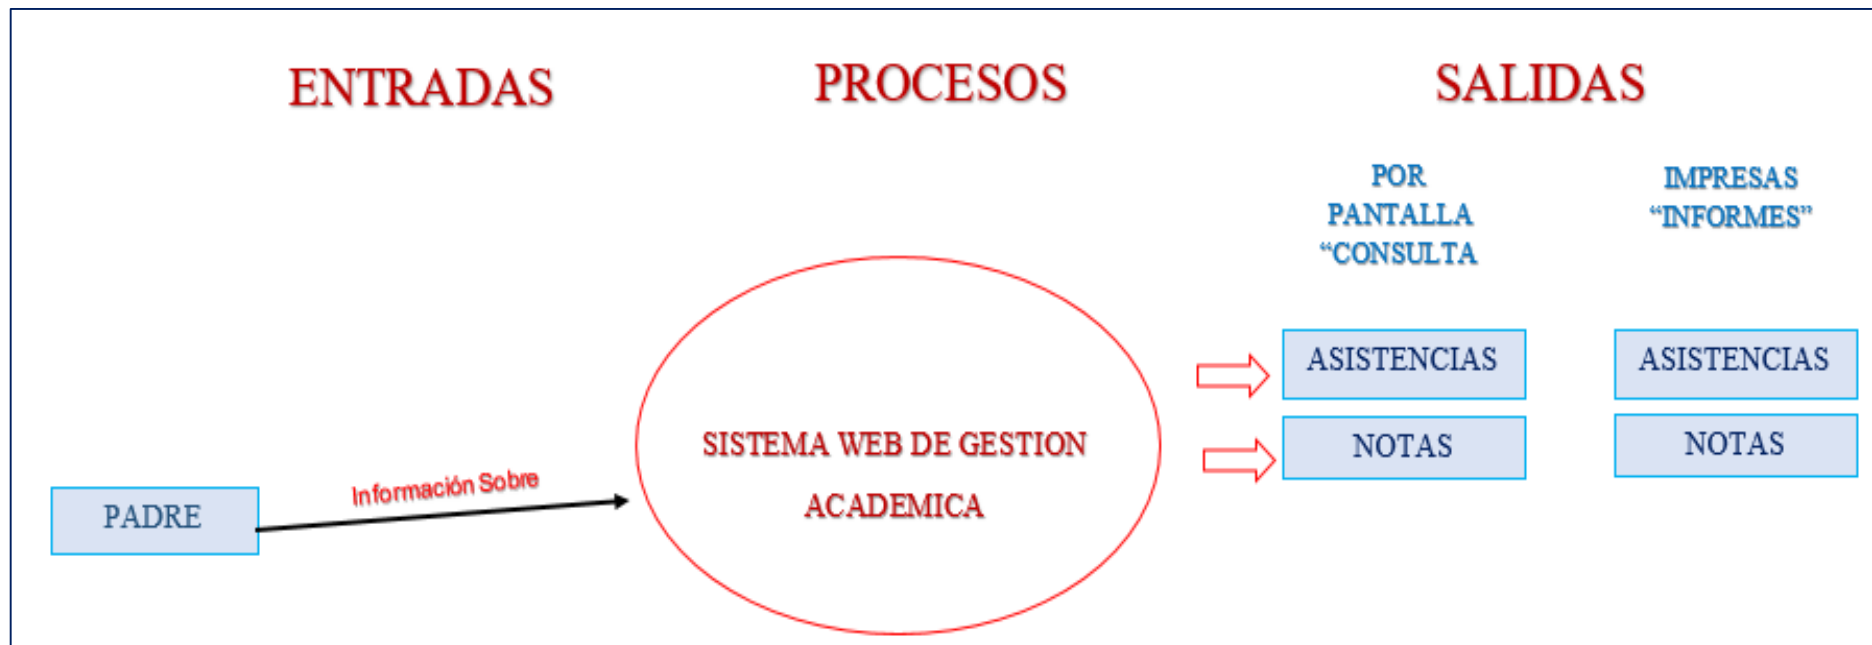 ENTRADAS
PROCESOS
SALIDAS
POR
PANTALLA
“CONSULTA
IMPRESAS
“INFORMES”
PADRE
Información Sobre
SISTEMA WEB DE GESTION
ACADEMICA
ASISTENCIAS
ASISTENCIAS
NOTAS
NOTAS